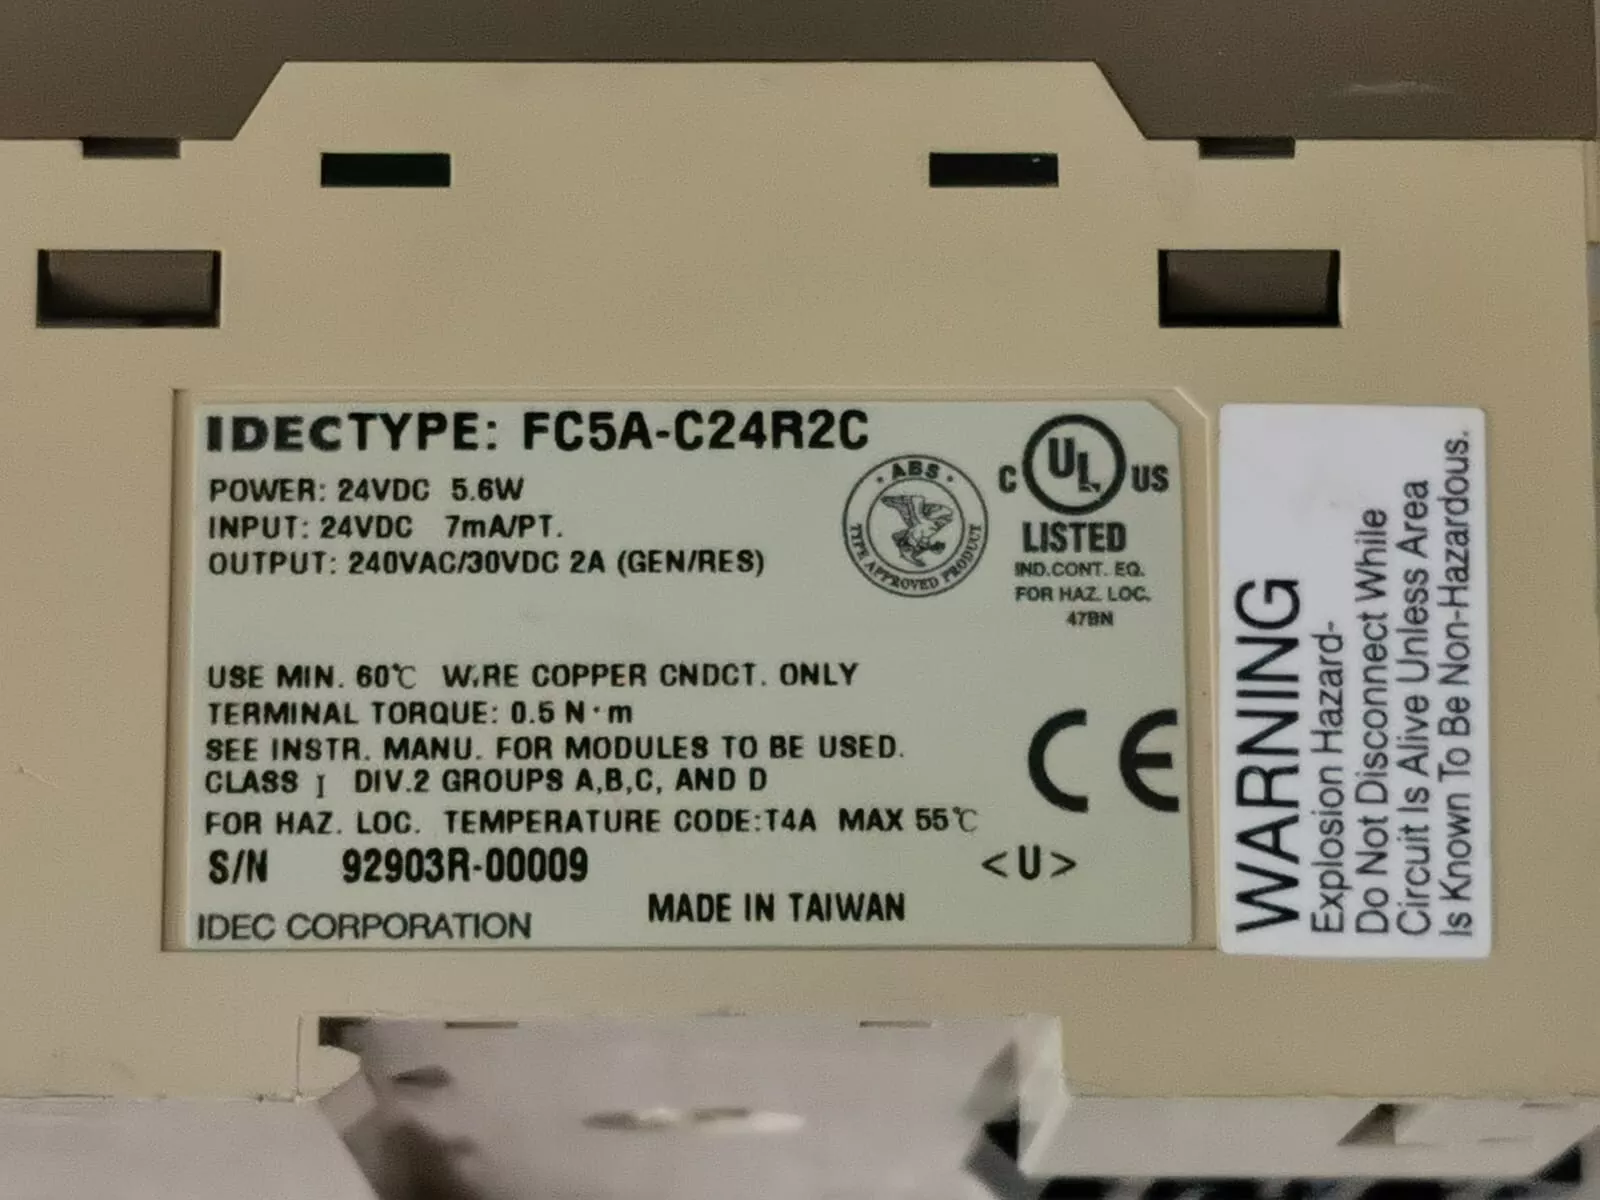 IDEC TYPE: FC5A-C24R2C
POWER: 24VDC 5.6W
INPUT: 24VDC 7mA/PT.
OUTPUT: 240VAC/30VDC 2A (GEN/RES)
· ABS ·
TYPE APPROVED PRODUCT
C UL US
LISTED
IND.CONT. EQ.
FOR HAZ. LOC.
47BN
USE MIN. 60℃ WIRE COPPER CNDCT. ONLY
TERMINAL TORQUE: 0.5 N·m
SEE INSTR. MANU. FOR MODULES TO BE USED.
CLASS I DIV.2 GROUPS A,B,C, AND D
FOR HAZ. LOC. TEMPERATURE CODE:T4A MAX 55℃
CE
S/N 92903R-00009
<U>
IDEC CORPORATION
MADE IN TAIWAN
WARNING
Explosion Hazard-
Do Not Disconnect While
Circuit Is Alive Unless Area
Is Known To Be Non-Hazardous.